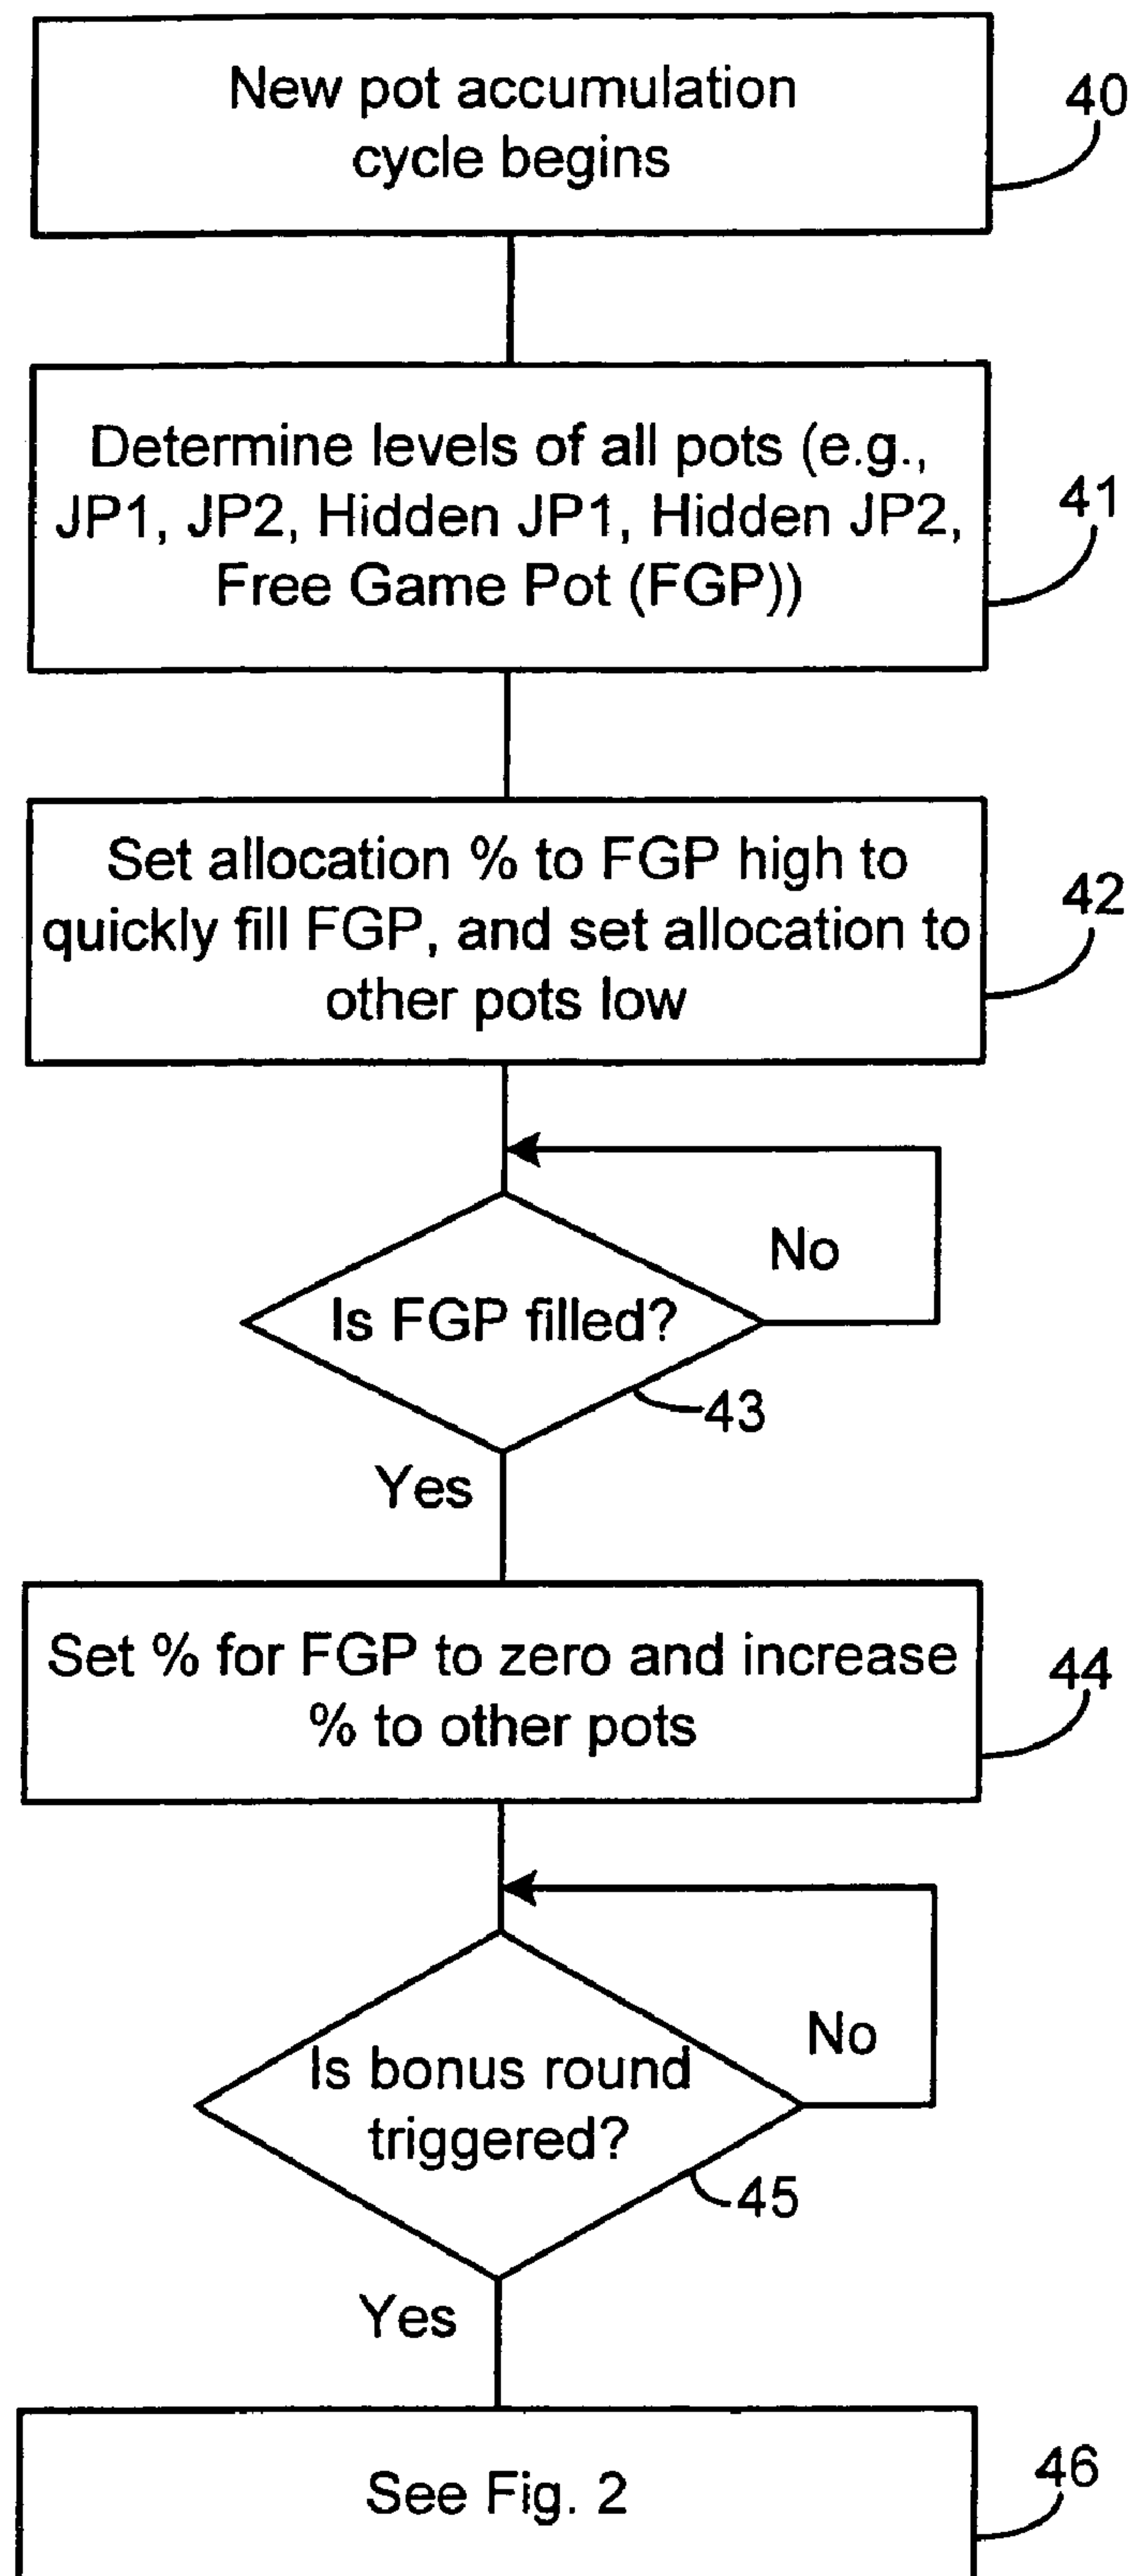 New pot accumulation
cycle begins
40
Determine levels of all pots (e.g.,
JP1, JP2, Hidden JP1, Hidden JP2,
Free Game Pot (FGP))
41
Set allocation % to FGP high to
quickly fill FGP, and set allocation to
other pots low
42
No
Is FGP filled?
43
Yes
Set % for FGP to zero and increase
% to other pots
44
No
Is bonus round
triggered?
45
Yes
See Fig. 2
46